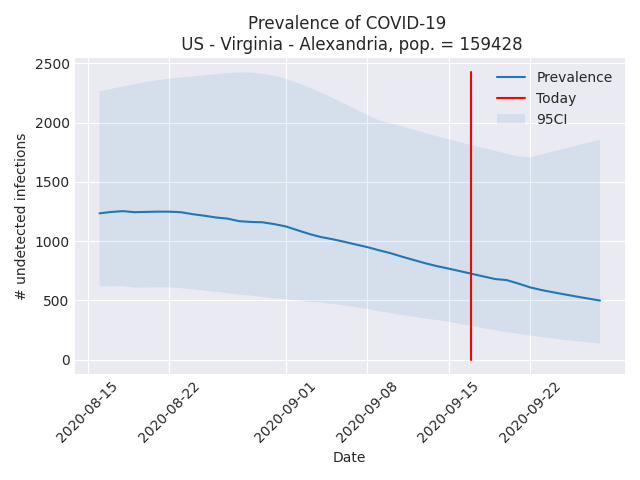 Prevalence of COVID-19
US - Virginia - Alexandria, pop. = 159428
# undetected infections
2500
2000
1500
1000
500
0
Prevalence
Today
95CI
2020-08-15
2020-08-22
2020-09-01
2020-09-08
2020-09-15
2020-09-22
Date